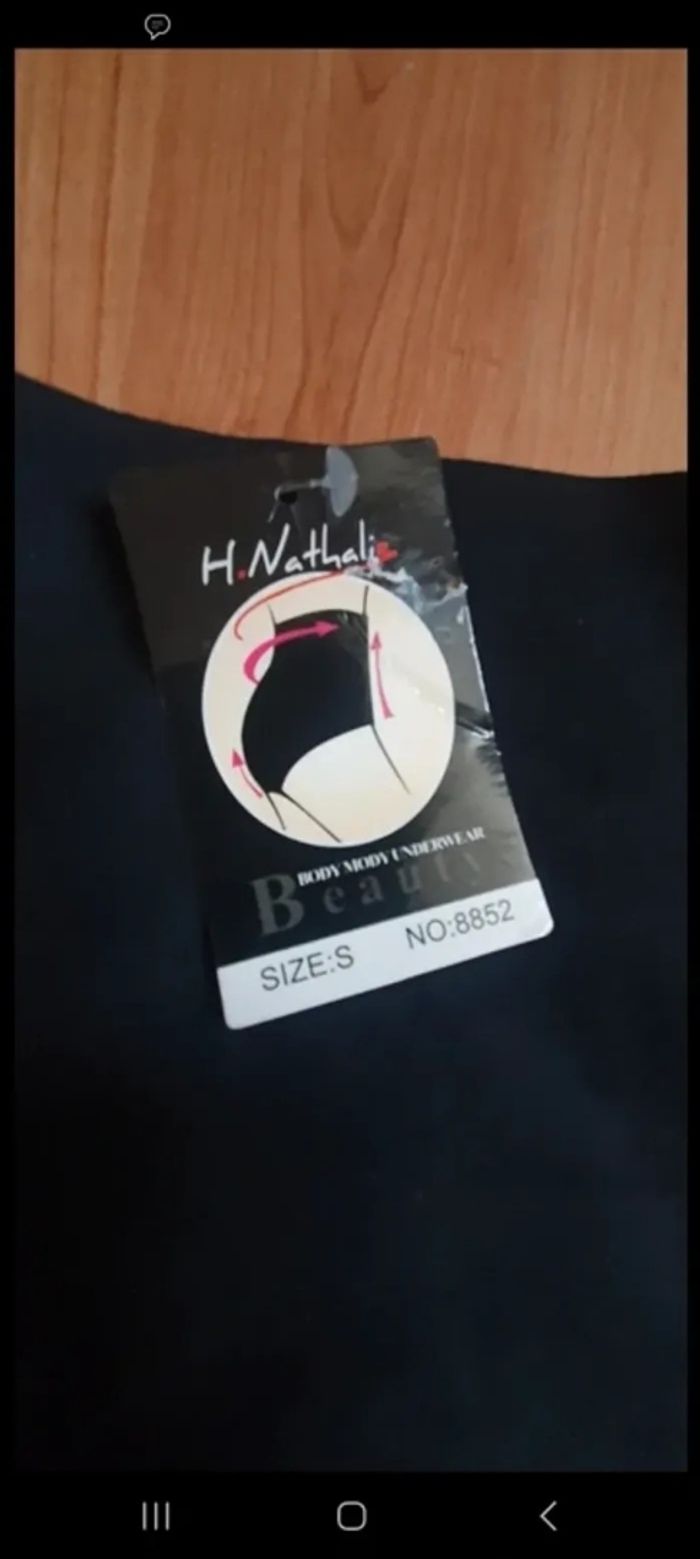 H.Nathalie
BODY MODY UNDERWEAR
Beauty
SIZE:S NO:8852